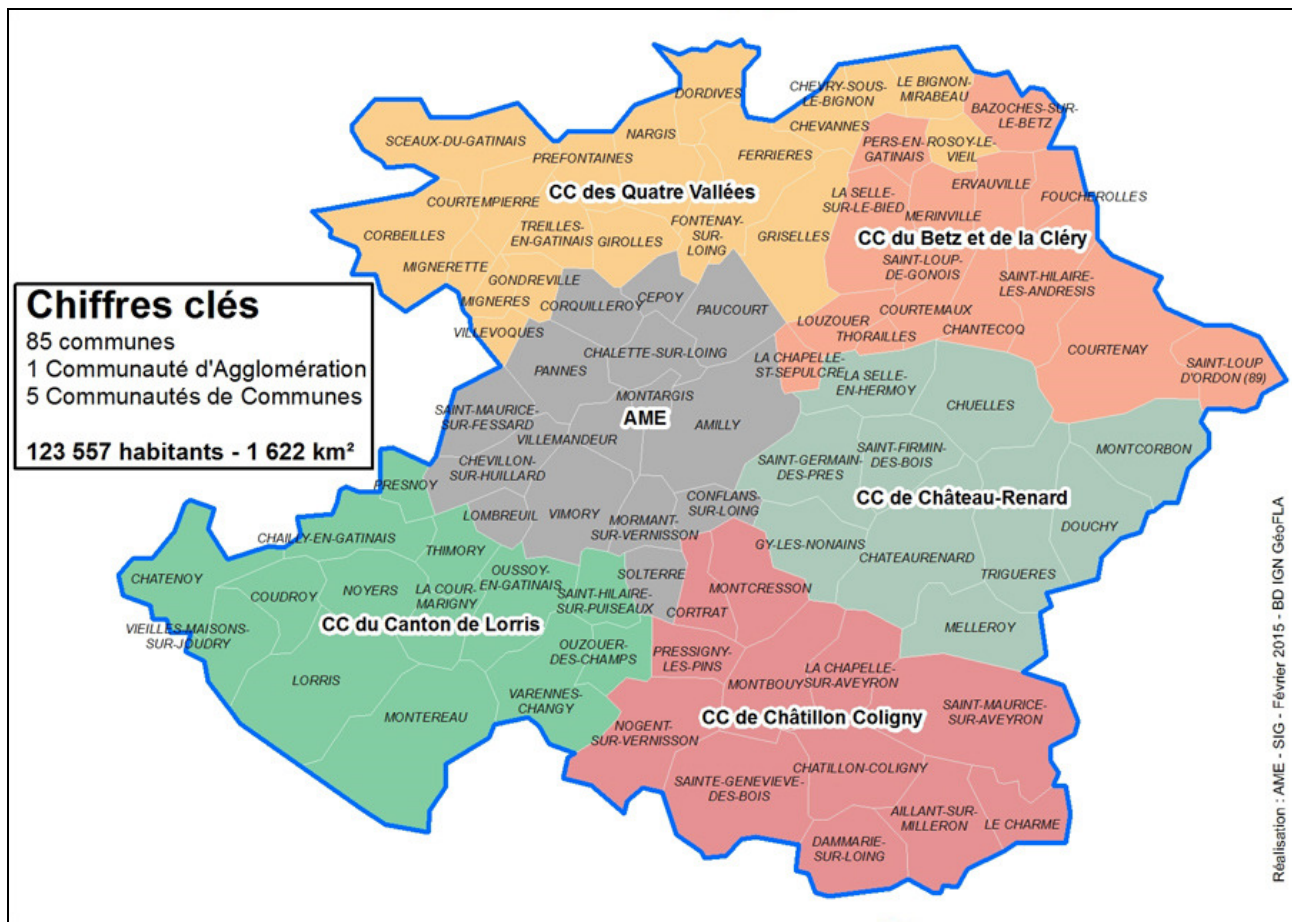 DORDIVES
CHEVRY-SOUS-
LE-BIGNON
LE BIGNON-
MIRABEAU
BAZOCHES-SUR-
LE-BETZ
SCEAUX-DU-GATINAIS
NARGIS
CHEVANNES
PREFONTAINES
FERRIERES
PERS-EN-
GATINAIS
ROSOY-LE-
VIEIL
CC des Quatre Vallées
ERVAUVILLE
FOUCHEROLLES
COURTEMPIERRE
LA SELLE-
SUR-LE-BIED
MERINVILLE
CORBEILLES
TREILLES-
EN-GATINAIS
GIROLLES
FONTENAY-
SUR-
LOING
GRISELLES
CC du Betz et de la Cléry
MIGNERETTE
GONDREVILLE
SAINT-LOUP-
DE-GONOIS
SAINT-HILAIRE-
LES-ANDRESIS
MIGNERES
CORQUILLEROY
CEPOY
PAUCOURT
LOUZOUER
COURTEMAUX
VILLEVOQUES
THORAILLES
CHANTECOQ
CHALETTE-SUR-LOING
LA CHAPELLE-
ST-SEPULCRE
COURTENAY
SAINT-LOUP
D'ORDON (89)
PANNES
LA SELLE-
EN-HERMOY
Chiffres clés
85 communes
1 Communauté d'Agglomération
5 Communautés de Communes
123 557 habitants - 1 622 km²
MONTARGIS
CHUELLES
SAINT-MAURICE-
SUR-FESSARD
AME
AMILLY
VILLEMANDEUR
SAINT-FIRMIN-
DES-BOIS
MONTCORBON
CHEVILLON-
SUR-HUILLARD
SAINT-GERMAIN-
DES-PRES
PRESNOY
CONFLANS-
SUR-LOING
CC de Château-Renard
LOMBREUIL
VIMORY
MORMANT-
SUR-VERNISSON
DOUCHY
CHAILLY-EN-GATINAIS
THIMORY
GY-LES-NONAINS
CHATEAURENARD
TRIGUERES
CHATENOY
COUDROY
NOYERS
LA COUR-
MARIGNY
OUSSOY-
EN-GATINAIS
SOLTERRE
MONTCRESSON
SAINT-HILAIRE-
SUR-PUISEAUX
CORTRAT
CC du Canton de Lorris
MELLEROY
VIEILLES-MAISONS-
SUR-JOUDRY
OUZOUER-
DES-CHAMPS
PRESSIGNY-
LES-PINS
LORRIS
MONTBOUY
LA CHAPELLE-
SUR-AVEYRON
MONTEREAU
VARENNES-
CHANGY
SAINT-MAURICE-
SUR-AVEYRON
NOGENT-
SUR-VERNISSON
CC de Châtillon Coligny
SAINTE-GENEVIEVE-
DES-BOIS
CHATILLON-COLIGNY
AILLANT-SUR-
MILLERON
LE CHARME
DAMMARIE-
SUR-LOING
Réalisation : AME - SIG - Février 2015 - BD IGN GéoFLA